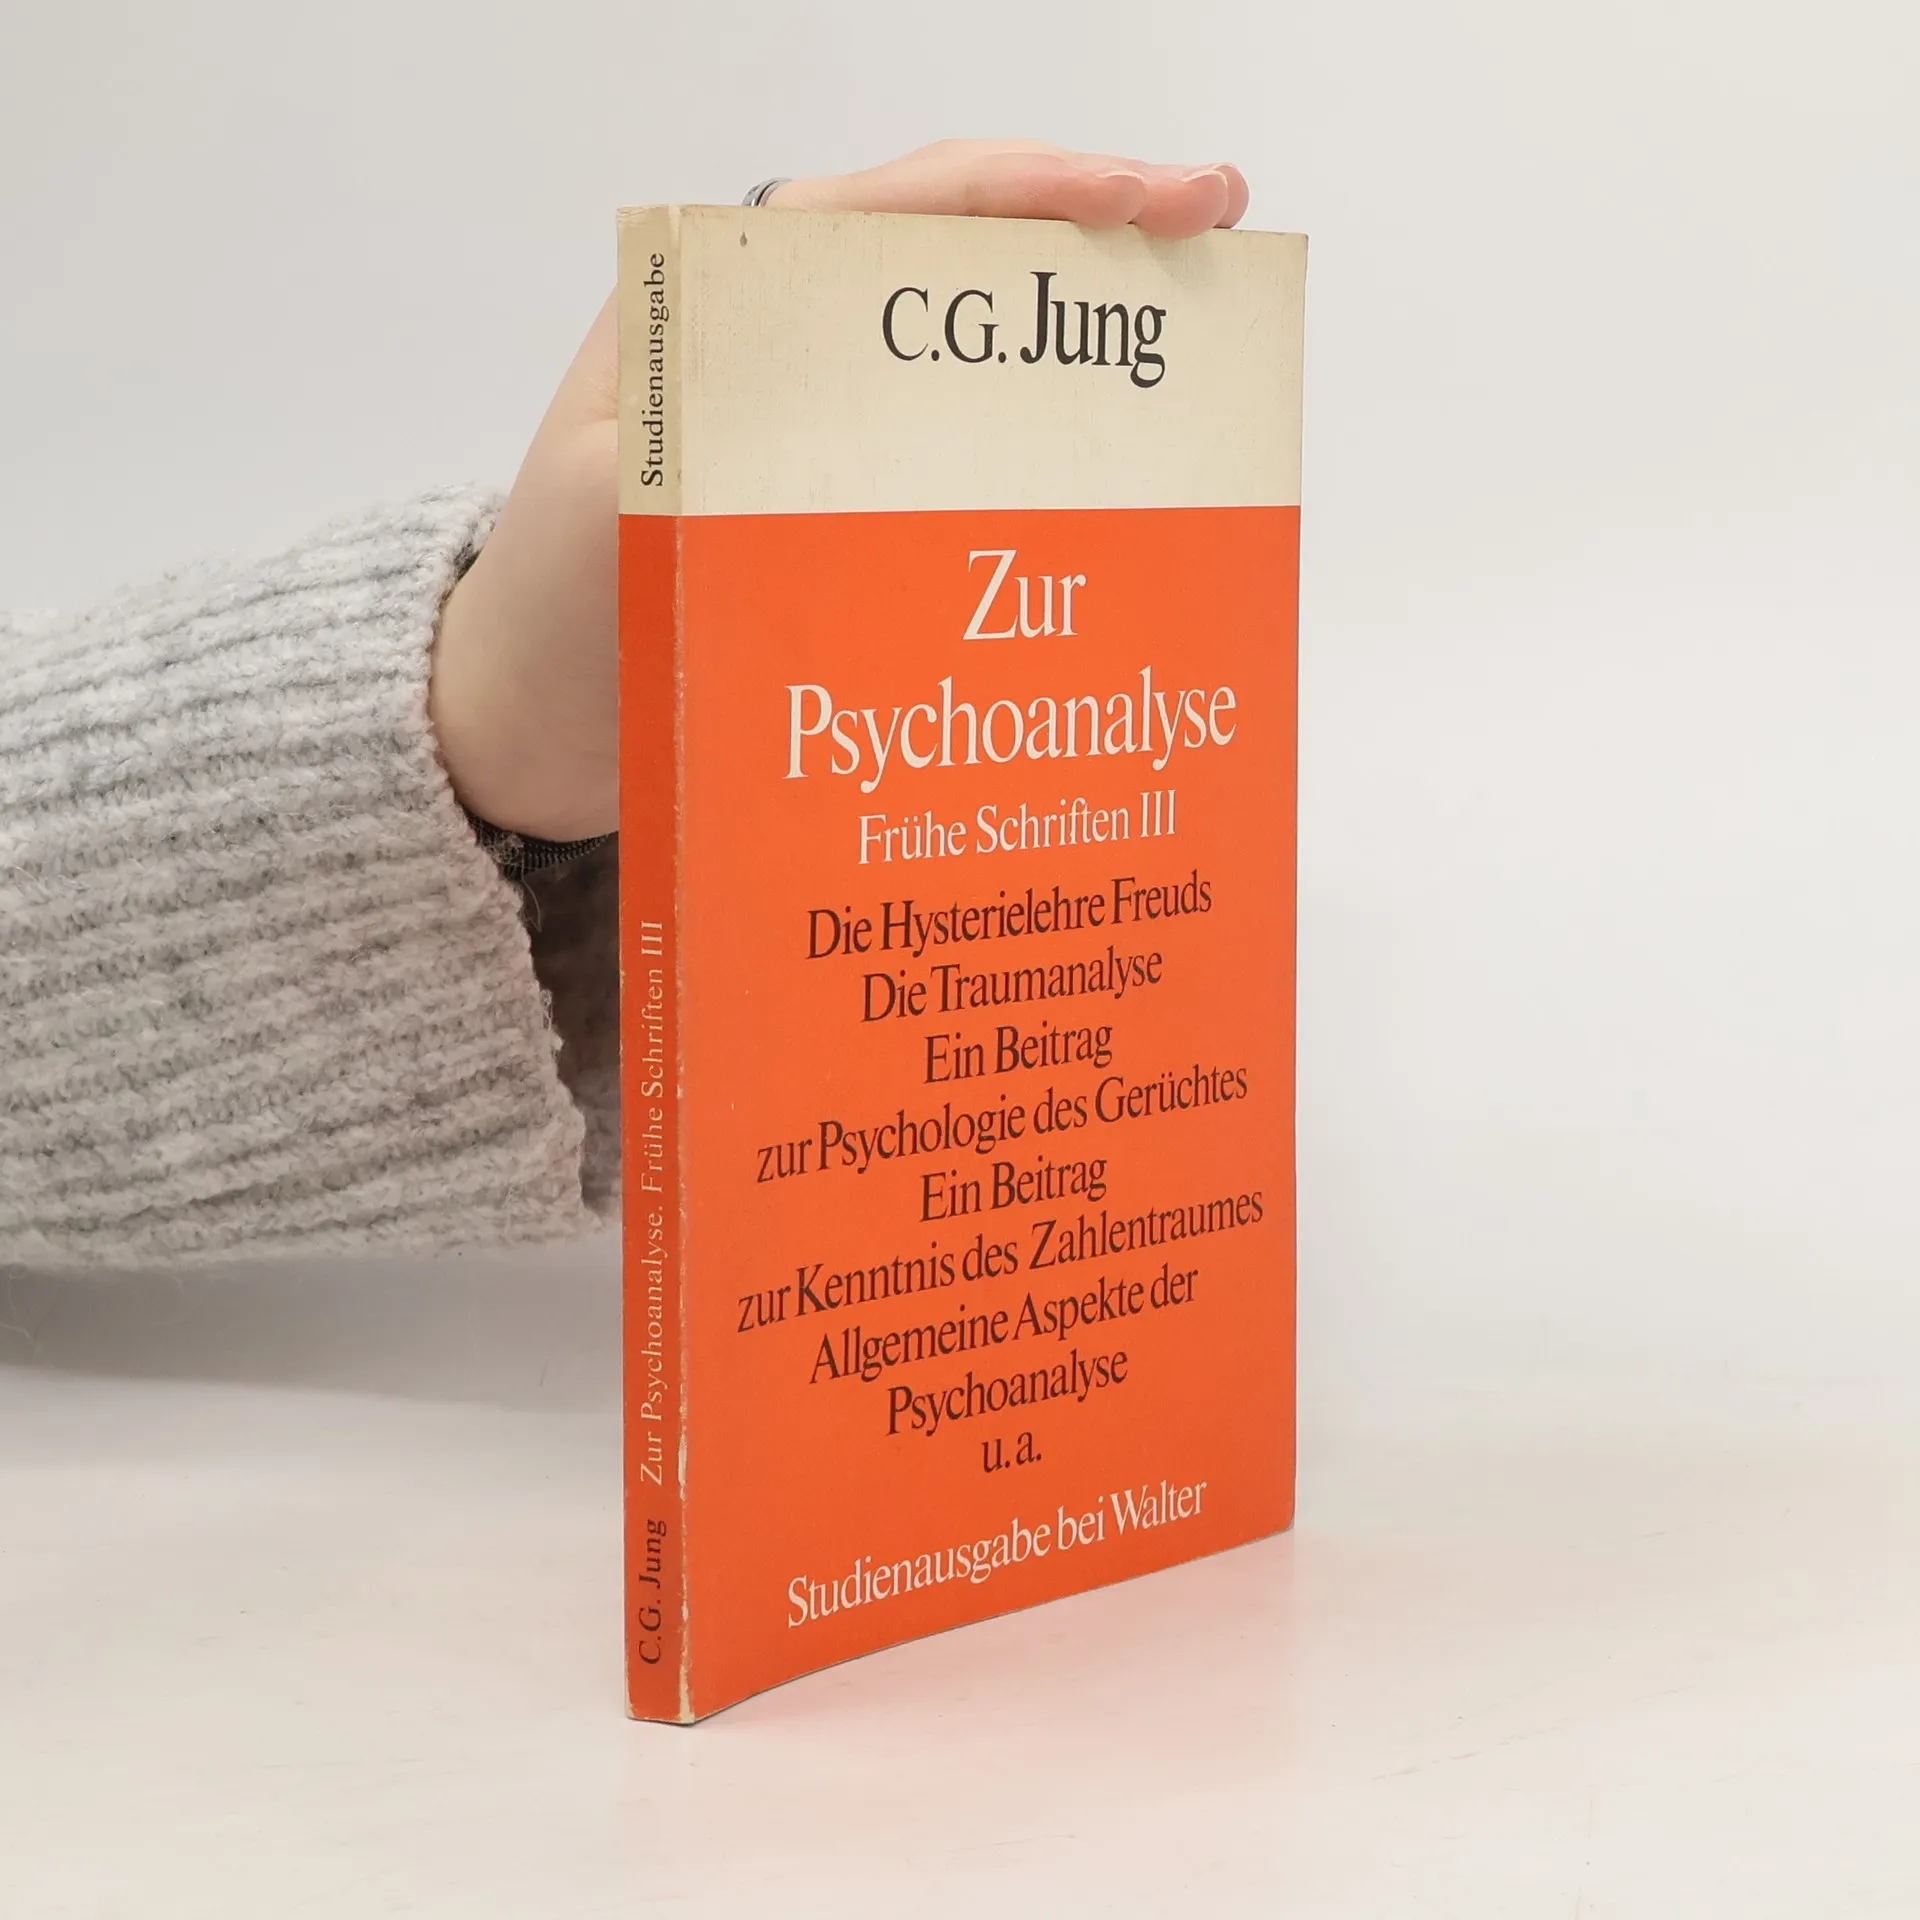 Studienausgabe
C.G. Jung Zur Psychoanalyse. Frühe Schriften III
C.G. Jung
Zur
Psychoanalyse
Frühe Schriften III
Die Hysterielehre Freuds
Die Traumanalyse
Ein Beitrag
zur Psychologie des Gerüchtes
Ein Beitrag
zur Kenntnis des Zahlentraumes
Allgemeine Aspekte der
Psychoanalyse
u. a.
Studienausgabe bei Walter